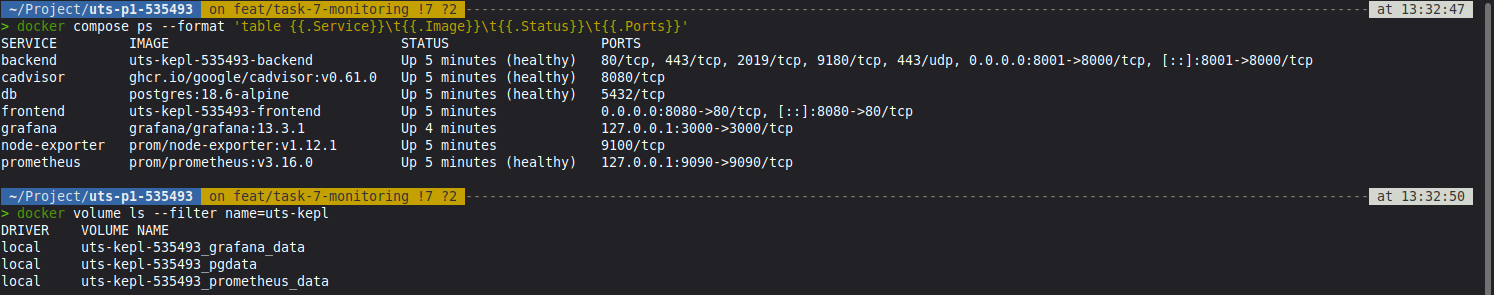 ~/Project/uts-p1-535493 on feat/task-7-monitoring !7 ?2 at 13:32:47
> docker compose ps --format 'table {{.Service}}\t{{.Image}}\t{{.Status}}\t{{.Ports}}'
SERVICE IMAGE STATUS PORTS
backend uts-kepl-535493-backend Up 5 minutes (healthy) 80/tcp, 443/tcp, 2019/tcp, 9180/tcp, 443/udp, 0.0.0.0:8001->8000/tcp, [::]:8001->8000/tcp
cadvisor ghcr.io/google/cadvisor:v0.61.0 Up 5 minutes (healthy) 8080/tcp
db postgres:18.6-alpine Up 5 minutes (healthy) 5432/tcp
frontend uts-kepl-535493-frontend Up 5 minutes 0.0.0.0:8080->80/tcp, [::]:8080->80/tcp
grafana grafana/grafana:13.3.1 Up 4 minutes 127.0.0.1:3000->3000/tcp
node-exporter prom/node-exporter:v1.12.1 Up 5 minutes 9100/tcp
prometheus prom/prometheus:v3.16.0 Up 5 minutes (healthy) 127.0.0.1:9090->9090/tcp
~/Project/uts-p1-535493 on feat/task-7-monitoring !7 ?2 at 13:32:50
> docker volume ls --filter name=uts-kepl
DRIVER VOLUME NAME
local uts-kepl-535493_grafana_data
local uts-kepl-535493_pgdata
local uts-kepl-535493_prometheus_data